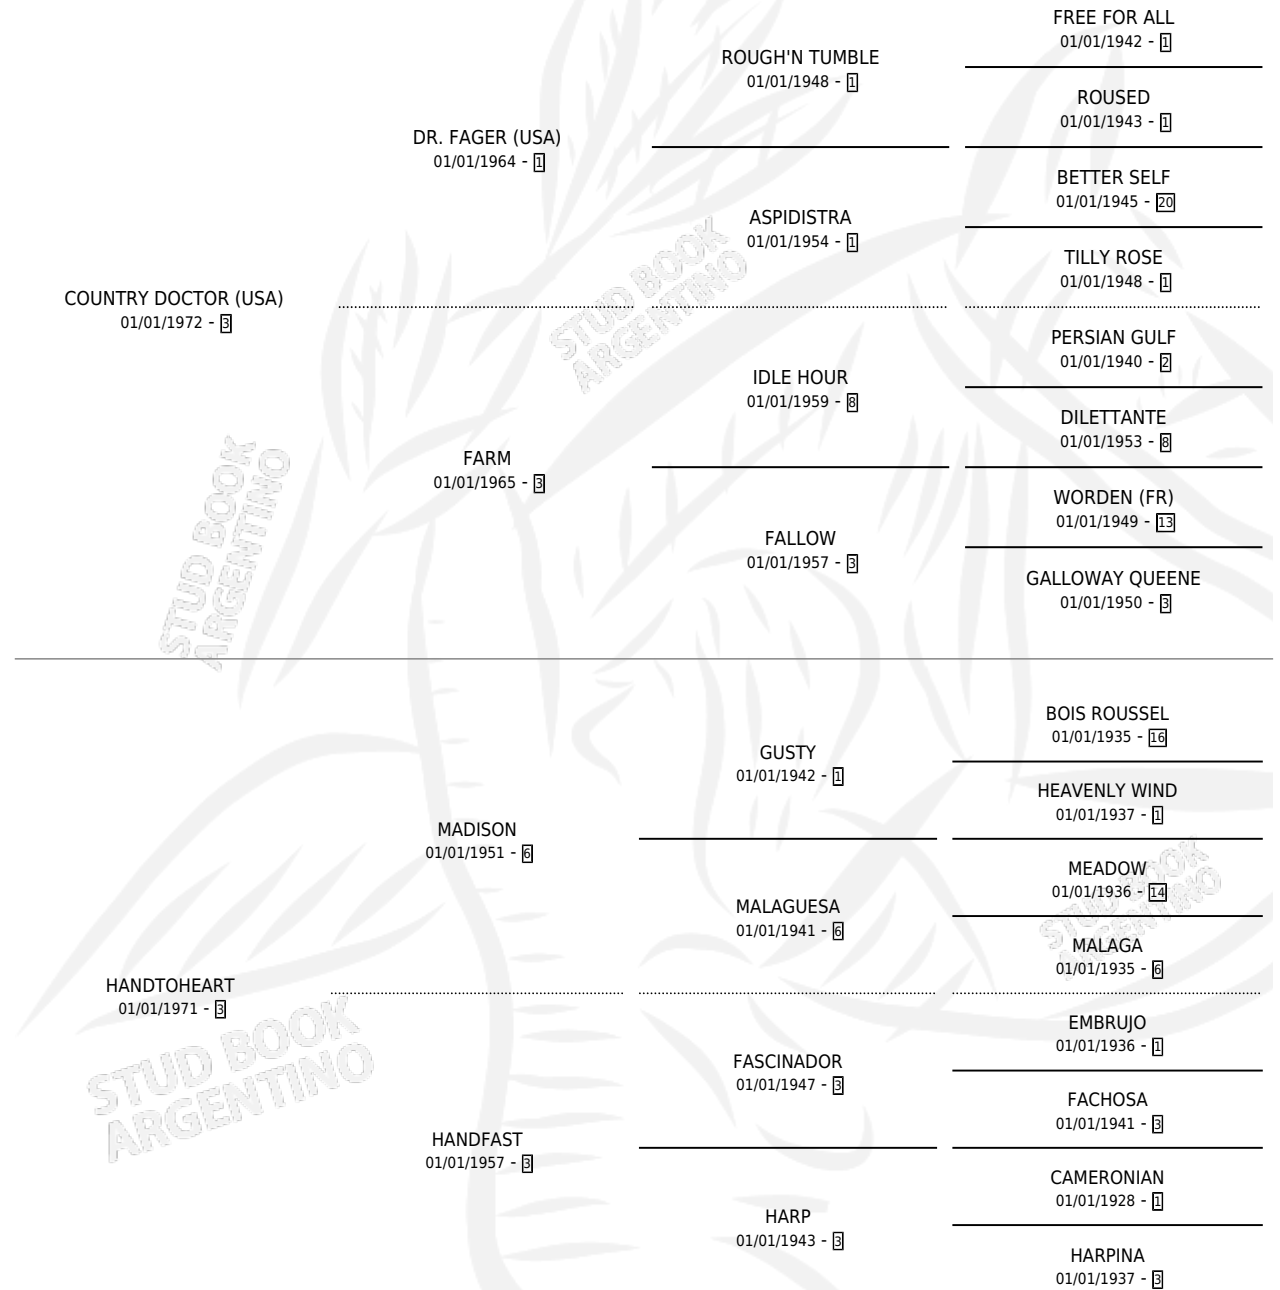 FREE FOR ALL
01/01/1942 - 1
ROUGH'N TUMBLE
01/01/1948 - 1
ROUSED
01/01/1943 - 1
DR. FAGER (USA)
01/01/1964 - 1
BETTER SELF
01/01/1945 - 20
ASPIDISTRA
01/01/1954 - 1
TILLY ROSE
01/01/1948 - 1
COUNTRY DOCTOR (USA)
01/01/1972 - 3
PERSIAN GULF
01/01/1940 - 2
IDLE HOUR
01/01/1959 - 8
DILETTANTE
01/01/1953 - 8
FARM
01/01/1965 - 3
WORDEN (FR)
01/01/1949 - 13
FALLOW
01/01/1957 - 3
GALLOWAY QUEENE
01/01/1950 - 3
BOIS ROUSSEL
01/01/1935 - 16
GUSTY
01/01/1942 - 1
HEAVENLY WIND
01/01/1937 - 1
MADISON
01/01/1951 - 6
MEADOW
01/01/1936 - 14
MALAGUESA
01/01/1941 - 6
MALAGA
01/01/1935 - 6
HANDTOHEART
01/01/1971 - 3
EMBRUJO
01/01/1936 - 1
FASCINADOR
01/01/1947 - 3
FACHOSA
01/01/1941 - 3
HANDFAST
01/01/1957 - 3
CAMERONIAN
01/01/1928 - 1
HARP
01/01/1943 - 3
HARPINA
01/01/1937 - 3
STUD BOOK
ARGENTINO
STUD BOOK
ARGENTINO
STUD BOOK
ARGENTINO
STUD BOOK
ARGENTINO